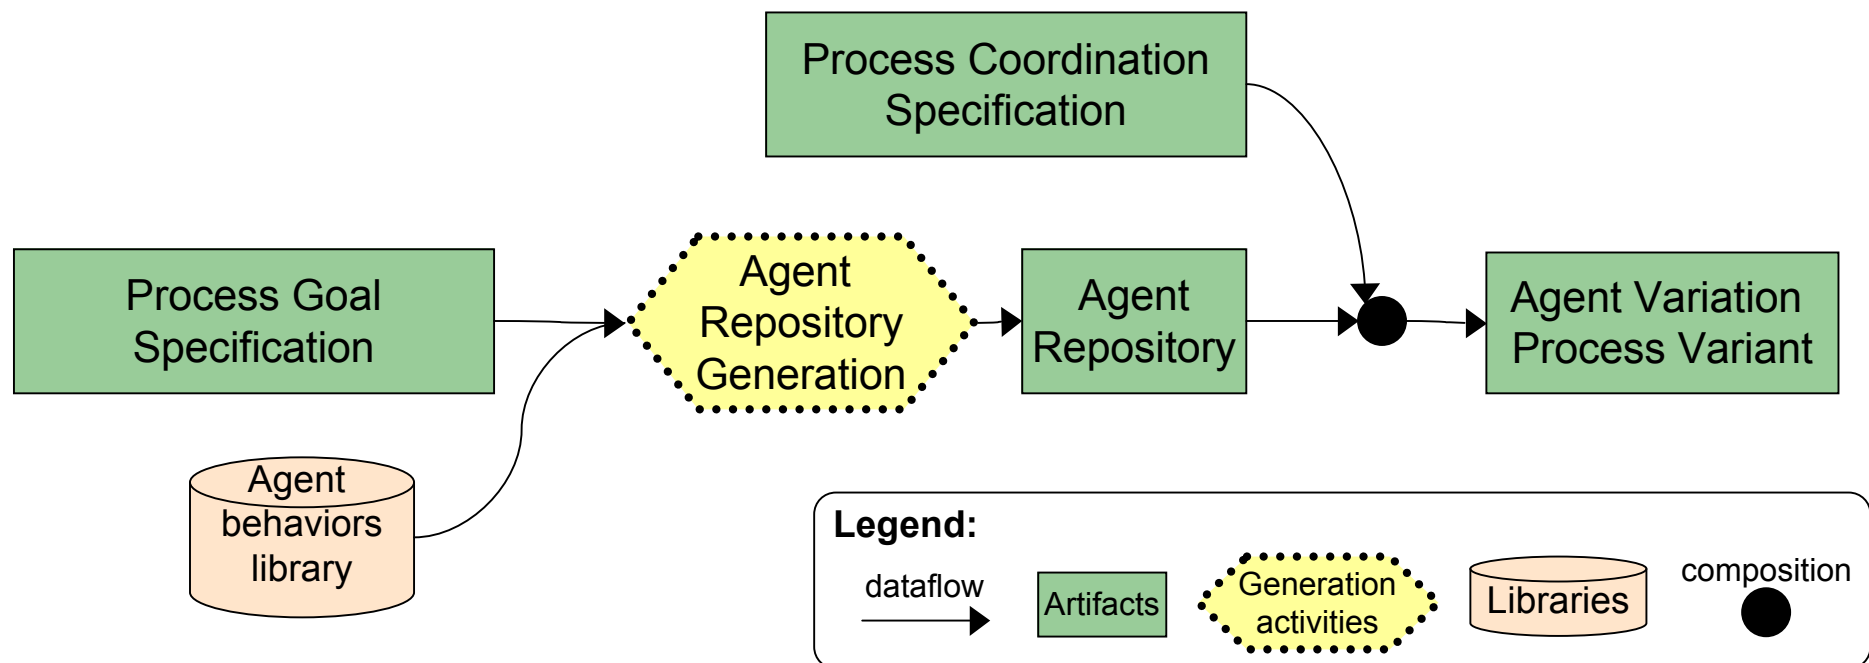 Process Coordination
Specification
Process Goal
Specification
Agent
Repository
Generation
Agent
Repository
Agent Variation
Process Variant
Agent
behaviors
library
Legend:
dataflow
Artifacts
Generation
activities
Libraries
composition